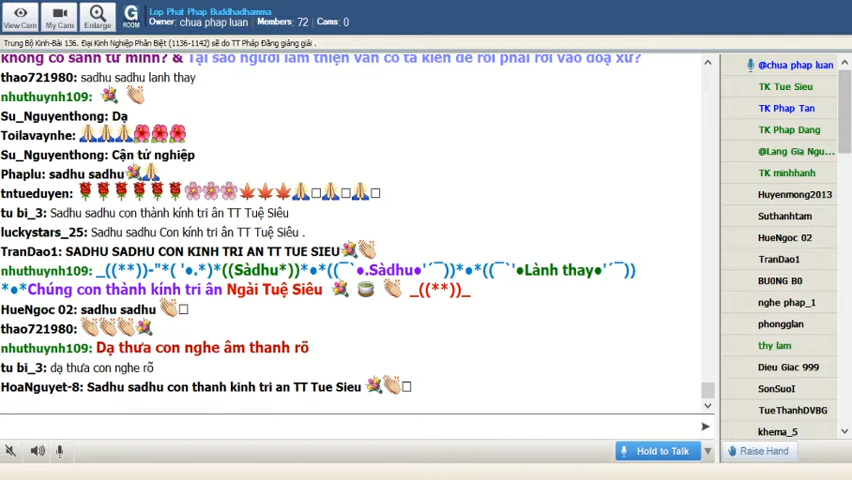 View Cam
My Cams
Enlarge
G
ROOM
Lop Phat Phap Buddhadhamma
Owner: chua phap luan
Members: 72
Cams: 0
Trung Bộ Kinh-Bài 136. Đại Kinh Nghiệp Phân Biệt (1136-1142) sẽ do TT Pháp Đăng giảng giải .
không có sanh tử mình? & Tại sao người làm thiện vẫn có tà kiến để rồi phải rơi vào đoạ xứ?
thao721980: sadhu sadhu lanh thay
nhuthuynh109:
Su_Nguyenthong: Dạ
Toilavaynhe:
Su_Nguyenthong: Cận tử nghiệp
Phaplu: sadhu sadhu
tntueduyen:
tu bi_3: Sadhu sadhu con thành kính tri ân TT Tuệ Siêu
luckystars_25: Sadhu sadhu Con kính tri ân TT Tuệ Siêu .
TranDao1: SADHU SADHU CON KINH TRI AN TT TUE SIEU
nhuthuynh109: _((**))-"*( '●.*)*((Sàdhu*))*●*((¯`●.Sàdhu●'´¯))*●*((¯`'●Lành thay●'´¯))
*●*Chúng con thành kính tri ân Ngài Tuệ Siêu _((**))_
HueNgoc 02: sadhu sadhu
thao721980:
nhuthuynh109: Dạ thưa con nghe âm thanh rõ
tu bi_3: dạ thưa con nghe rõ
HoaNguyet-8: Sadhu sadhu con thanh kinh tri an TT Tue Sieu
Hold to Talk
@chua phap luan
TK Tue Sieu
TK Phap Tan
TK Phap Dang
@Lang Gia Ngu...
TK minhhanh
Huyenmong2013
Suthanhtam
HueNgoc 02
TranDao1
BU0NG B0
nghe phap_1
phongglan
thy lam
Dieu Giac 999
SonSuoI
TueThanhDVBG
khema_5
Raise Hand